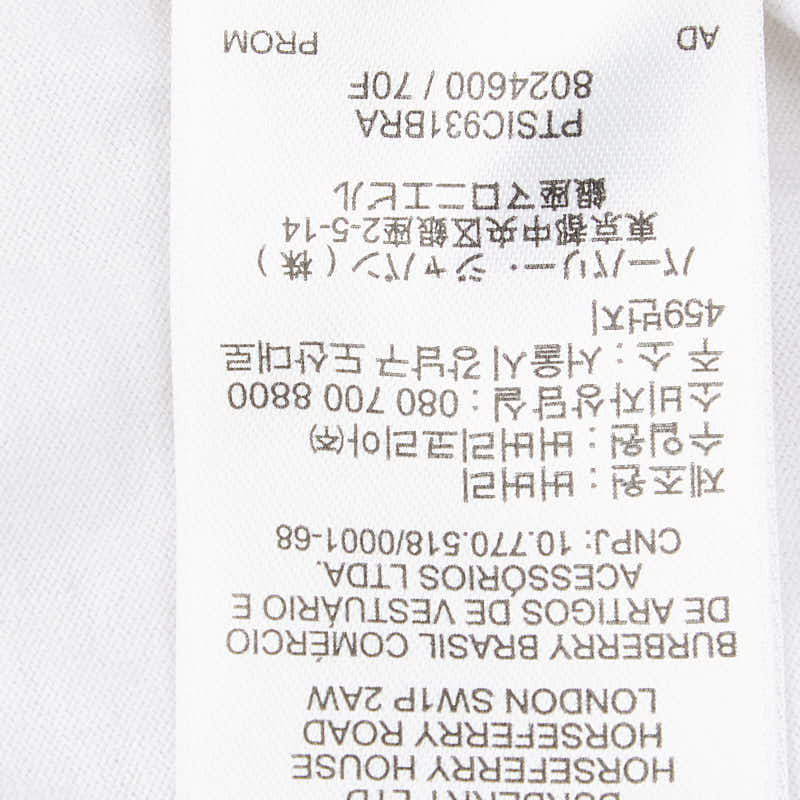 BURBERRY LTD
HORSEFERRY HOUSE
HORSEFERRY ROAD
LONDON SW1P 2AW
BURBERRY BRASIL COMÉRCIO
DE ARTIGOS DE VESTUÁRIO E
ACESSÓRIOS LTDA.
CNPJ: 10.770.518/0001-68
제조원 : 버버리
수입원 : 버버리코리아㈜
소비자상담실 : 080 700 8800
주 소 : 서울시 강남구 도산대로
459번지
バーバリー・ジャパン ( 株 )
東京都中央区銀座2-5-14
銀座マロニエビル
PTSIC931BRA
8024600 / 70F
AD PROM